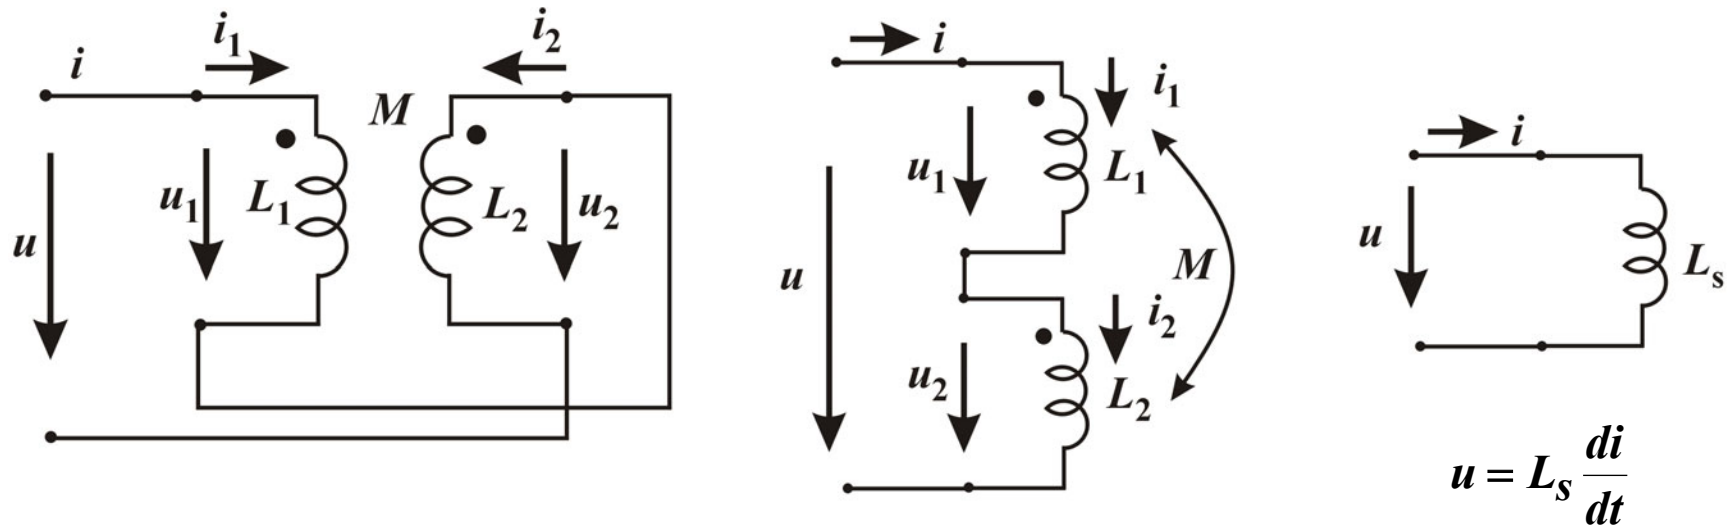 i
i₁
i₂
M
u
u₁
L₁
L₂
u₂
i
i₁
u₁
L₁
u
M
i₂
u₂
L₂
i
u
Lₛ
u = Lₛ di/dt